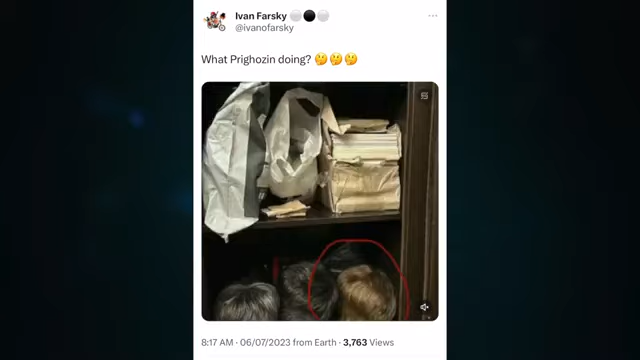 Ivan Farsky ⚪⚫⚪
@ivanofarsky
What Prighozin doing? 🤔🤔🤔
8:17 AM · 06/07/2023 from Earth · 3,763 Views